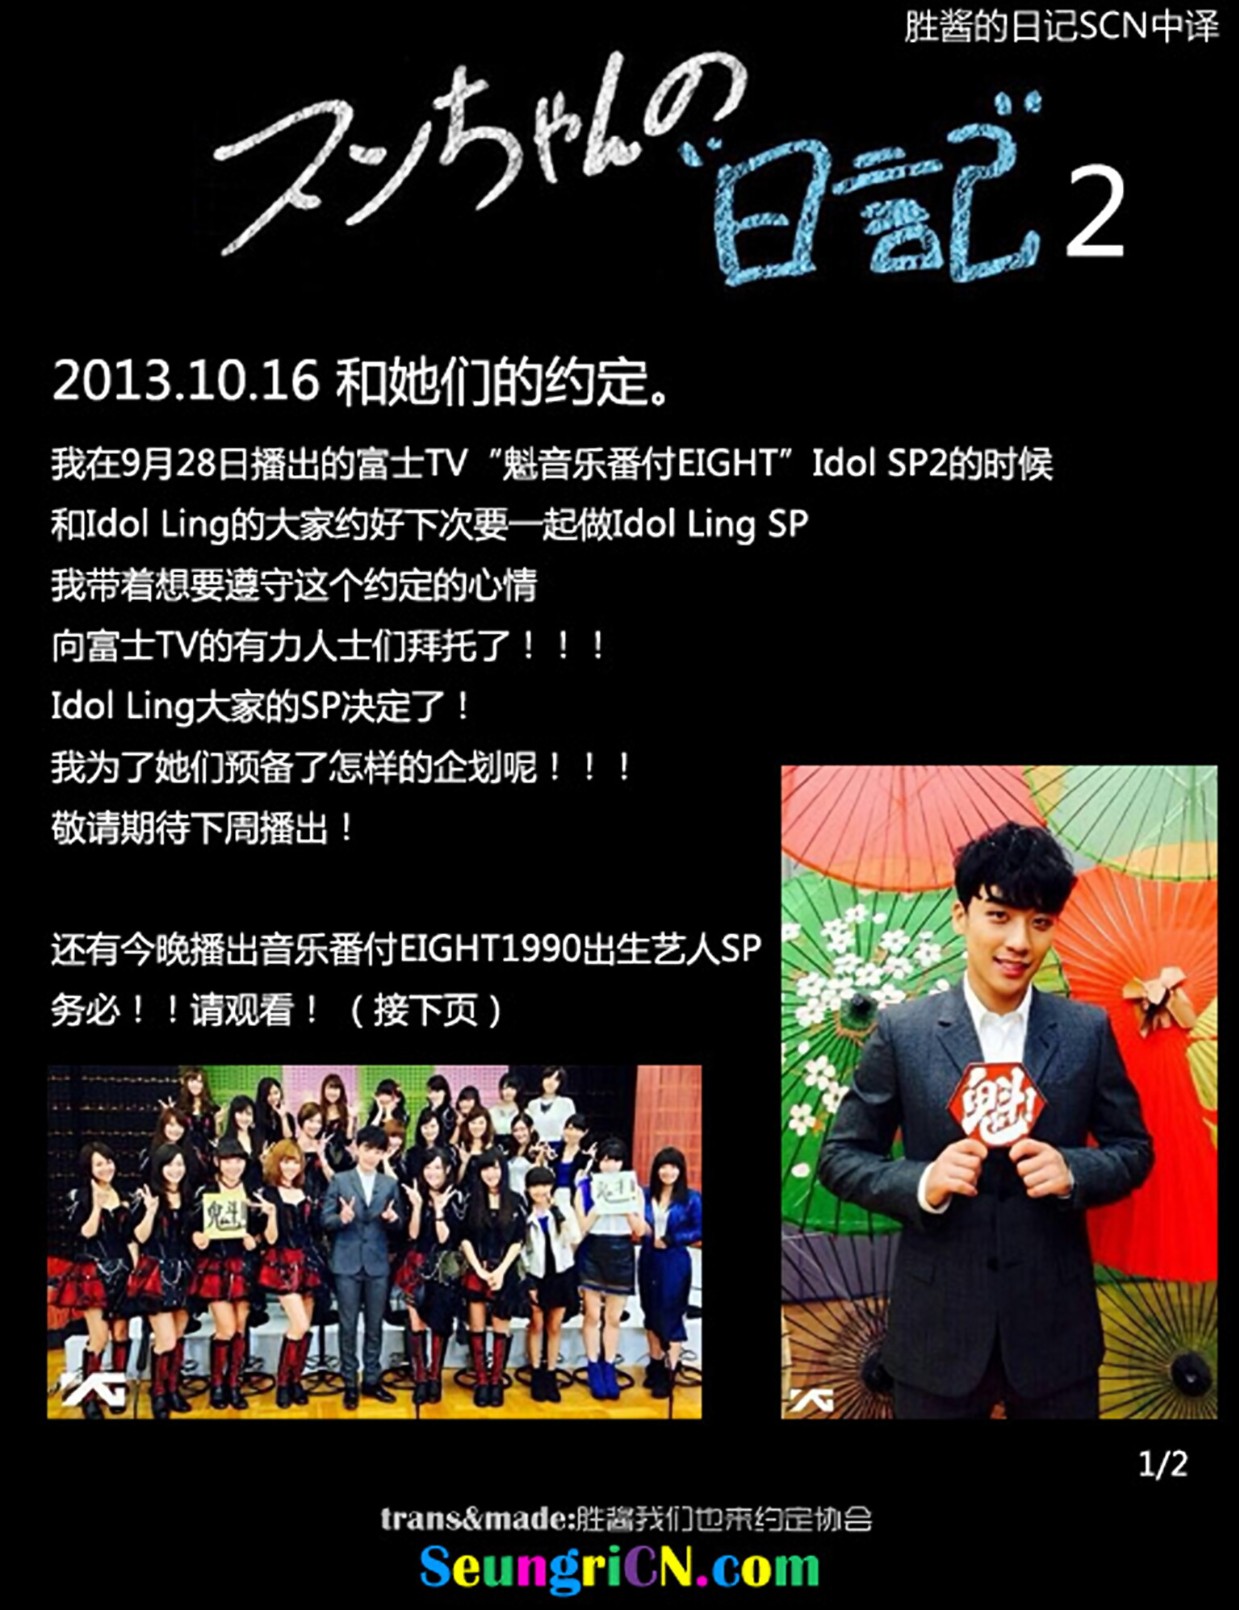 胜酱的日记SCN中译
スンちゃんの
日記2
2013.10.16 和她们的约定。
我在9月28日播出的富士TV“魁音乐番付EIGHT”Idol SP2的时候
和Idol Ling的大家约好下次要一起做Idol Ling SP
我带着想要遵守这个约定的心情
向富士TV的有力人士们拜托了！！！
Idol Ling大家的SP决定了！
我为了她们预备了怎样的企划呢！！！
敬请期待下周播出！
还有今晚播出音乐番付EIGHT1990出生艺人SP
务必！！请观看！（接下页）
魁!
魁!
魁!
YG
YG
1/2
trans&made:胜酱我们也来约定协会
SeungriCN.com